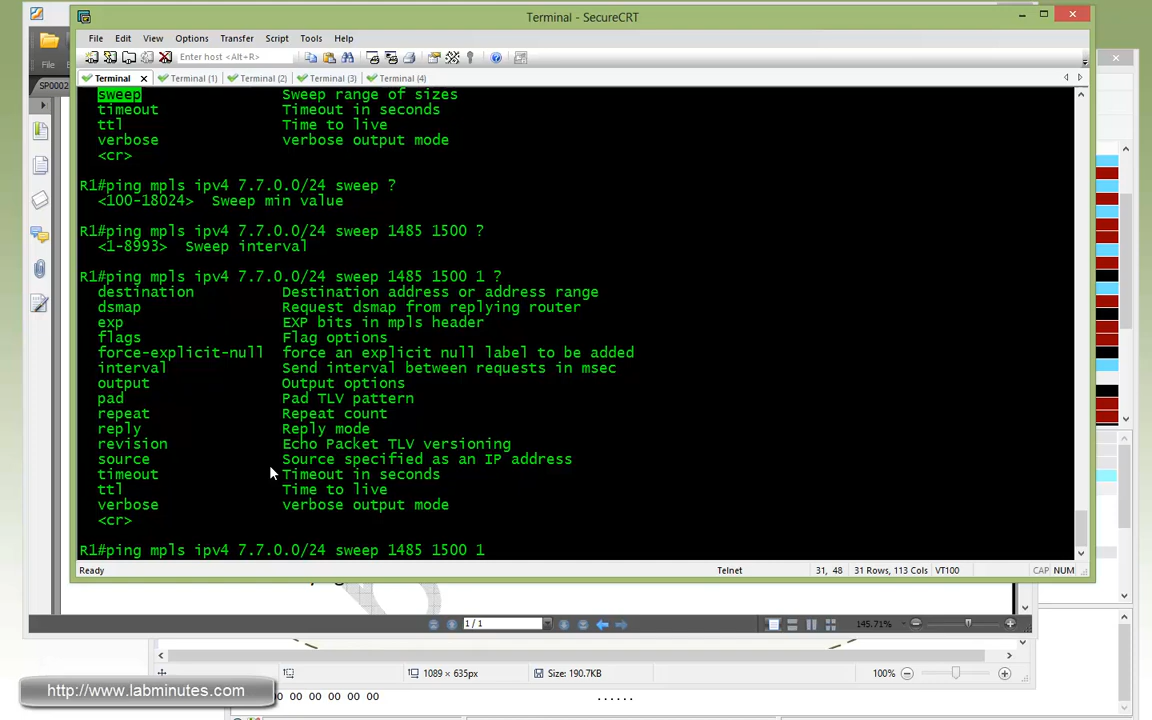 Terminal - SecureCRT
File Edit View Options Transfer Script Tools Help
Enter host <Alt+R>
File
SP0002
Terminal Terminal (1) Terminal (2) Terminal (3) Terminal (4)
sweep Sweep range of sizes
timeout Timeout in seconds
ttl Time to live
verbose verbose output mode
<cr>
R1#ping mpls ipv4 7.7.0.0/24 sweep ?
<100-18024> Sweep min value
R1#ping mpls ipv4 7.7.0.0/24 sweep 1485 1500 ?
<1-8993> Sweep interval
R1#ping mpls ipv4 7.7.0.0/24 sweep 1485 1500 1 ?
destination Destination address or address range
dsmap Request dsmap from replying router
exp EXP bits in mpls header
flags Flag options
force-explicit-null force an explicit null label to be added
interval Send interval between requests in msec
output Output options
pad Pad TLV pattern
repeat Repeat count
reply Reply mode
revision Echo Packet TLV versioning
source Source specified as an IP address
timeout Timeout in seconds
ttl Time to live
verbose verbose output mode
<cr>
R1#ping mpls ipv4 7.7.0.0/24 sweep 1485 1500 1
Ready Telnet 31, 48 31 Rows, 113 Cols VT100 CAP NUM
1 / 1 145.71%
1089 × 635px Size: 190.7KB 100%
http://www.labminutes.com
00 00 00 00 00 ......